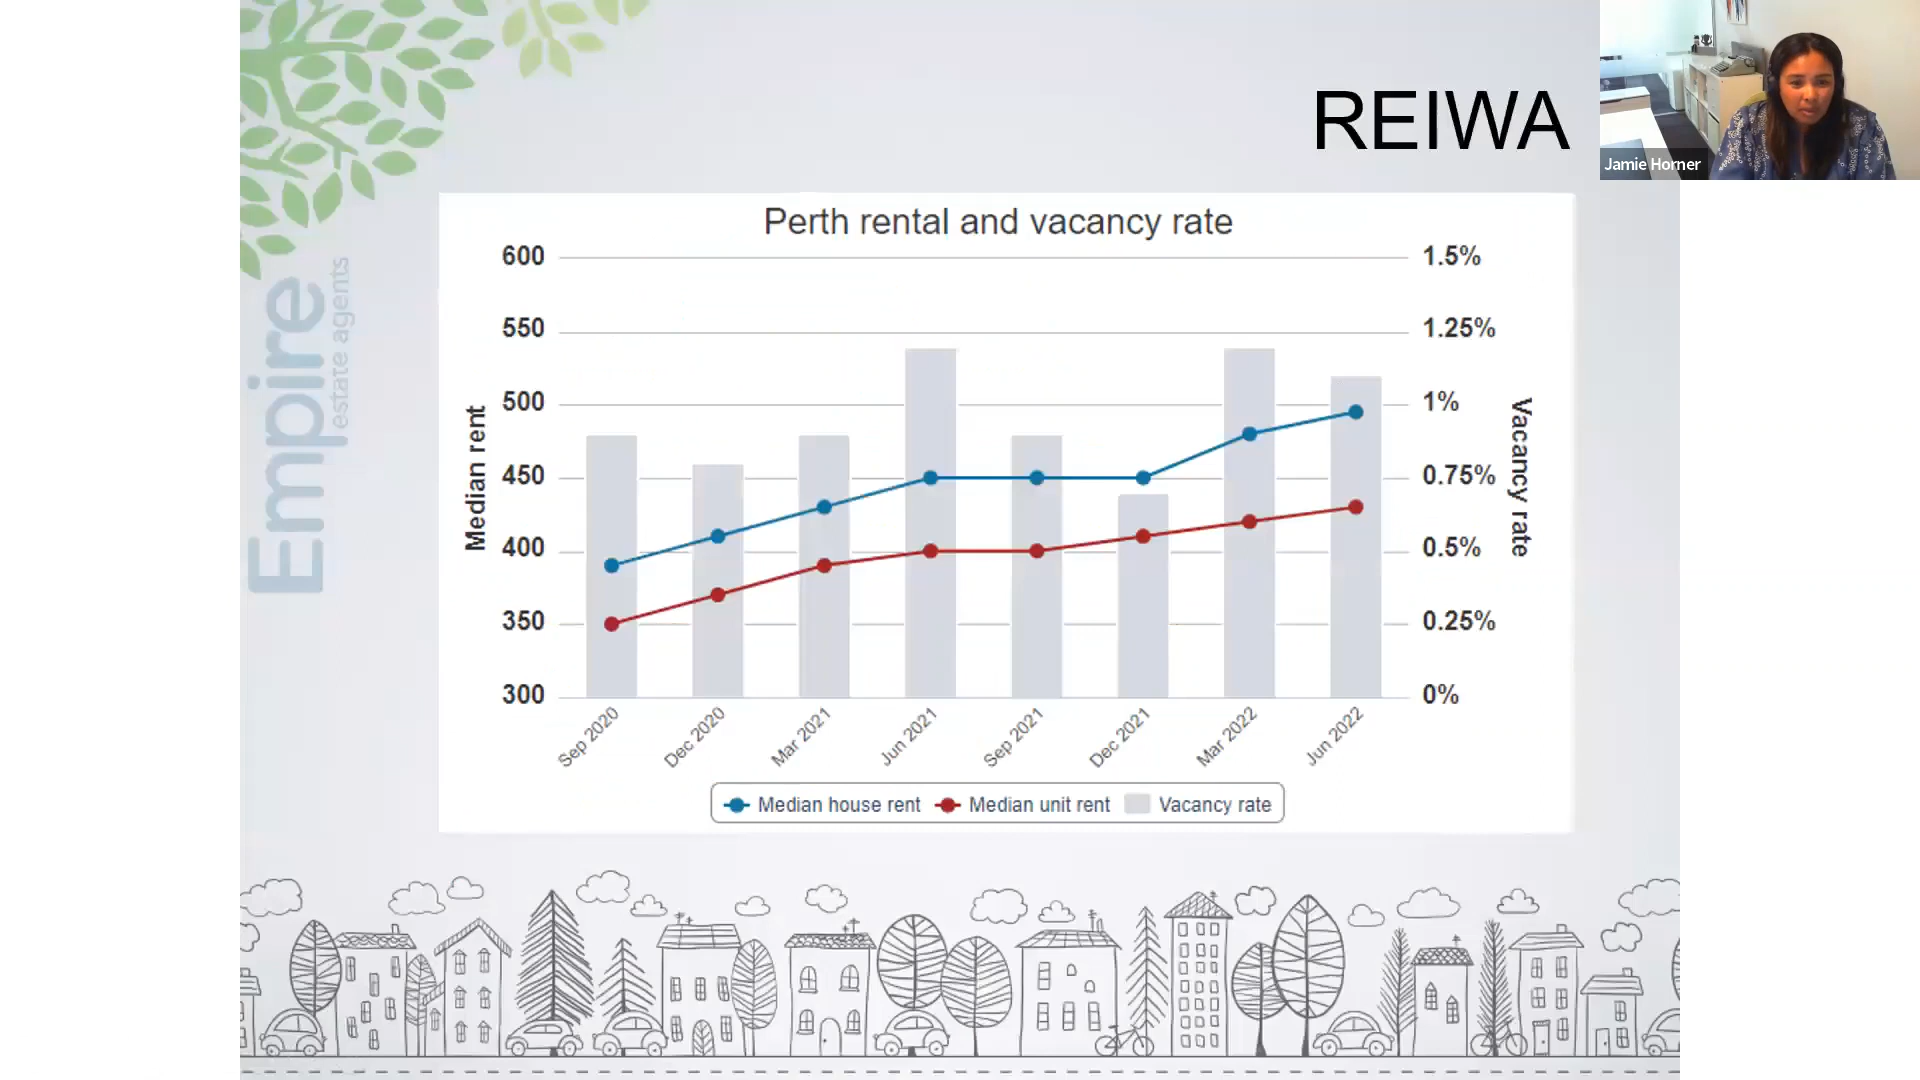 REIWA
Jamie Horner
Empire
estate agents
Perth rental and vacancy rate
600
550
500
450
400
350
300
Median rent
1.5%
1.25%
1%
0.75%
0.5%
0.25%
0%
Vacancy rate
Sep 2020
Dec 2020
Mar 2021
Jun 2021
Sep 2021
Dec 2021
Mar 2022
Jun 2022
Median house rent Median unit rent Vacancy rate